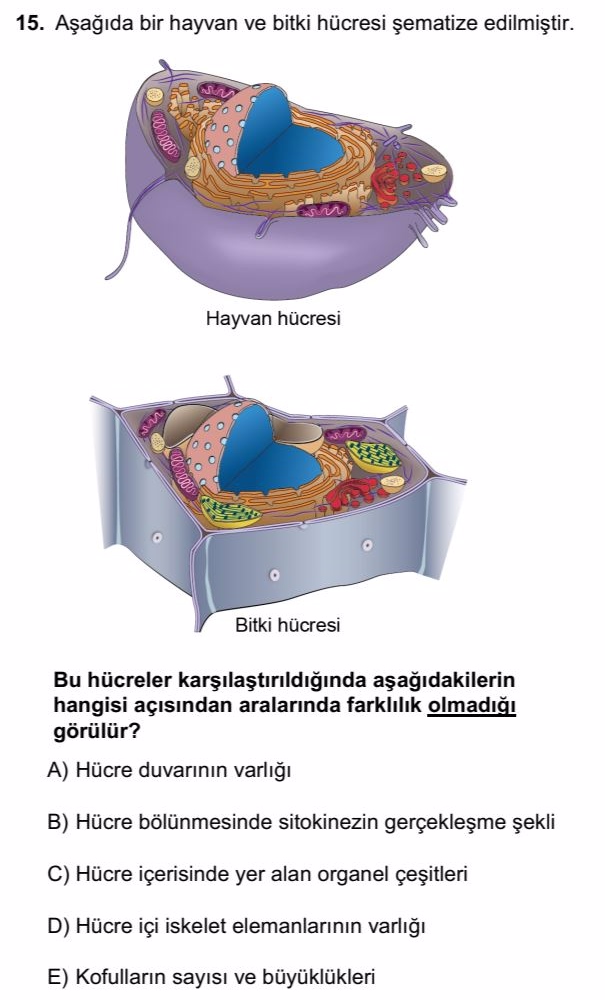 15. Aşağıda bir hayvan ve bitki hücresi şematize edilmiştir.
Hayvan hücresi
Bitki hücresi
Bu hücreler karşılaştırıldığında aşağıdakilerin
hangisi açısından aralarında farklılık olmadığı
görülür?
A) Hücre duvarının varlığı
B) Hücre bölünmesinde sitokinezin gerçekleşme şekli
C) Hücre içerisinde yer alan organel çeşitleri
D) Hücre içi iskelet elemanlarının varlığı
E) Kofulların sayısı ve büyüklükleri